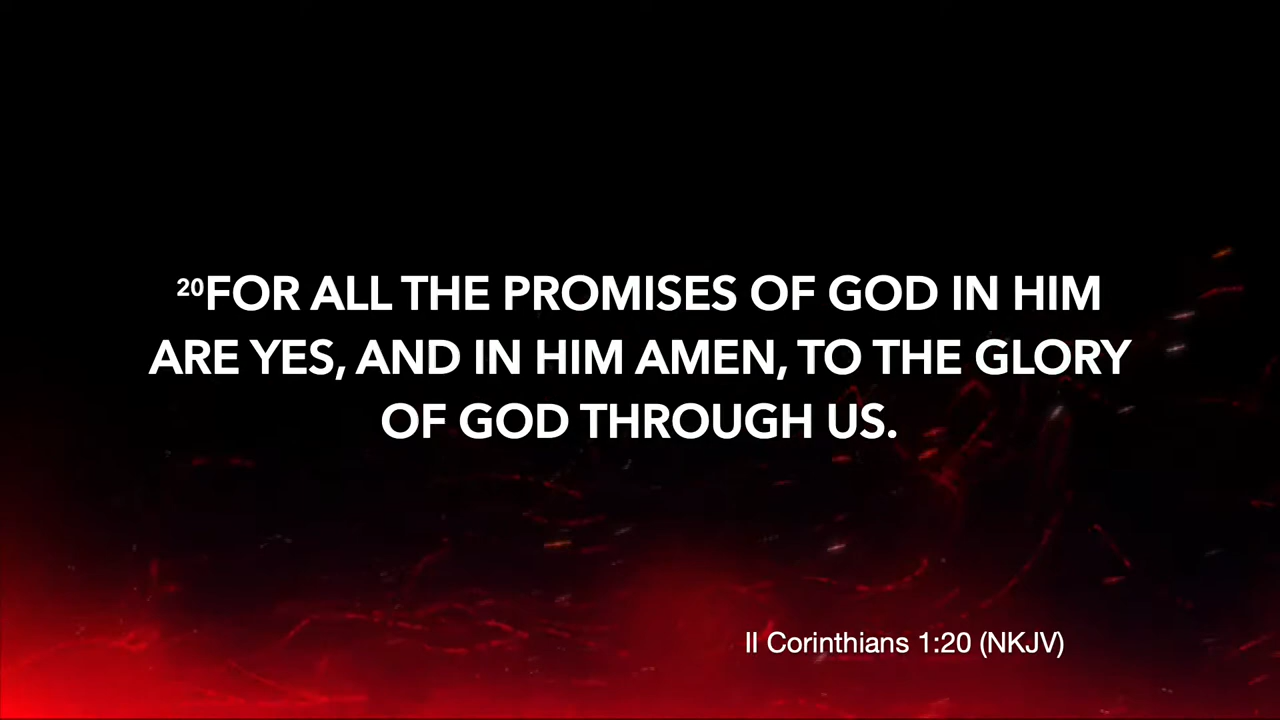 ²⁰FOR ALL THE PROMISES OF GOD IN HIM
ARE YES, AND IN HIM AMEN, TO THE GLORY
OF GOD THROUGH US.
II Corinthians 1:20 (NKJV)